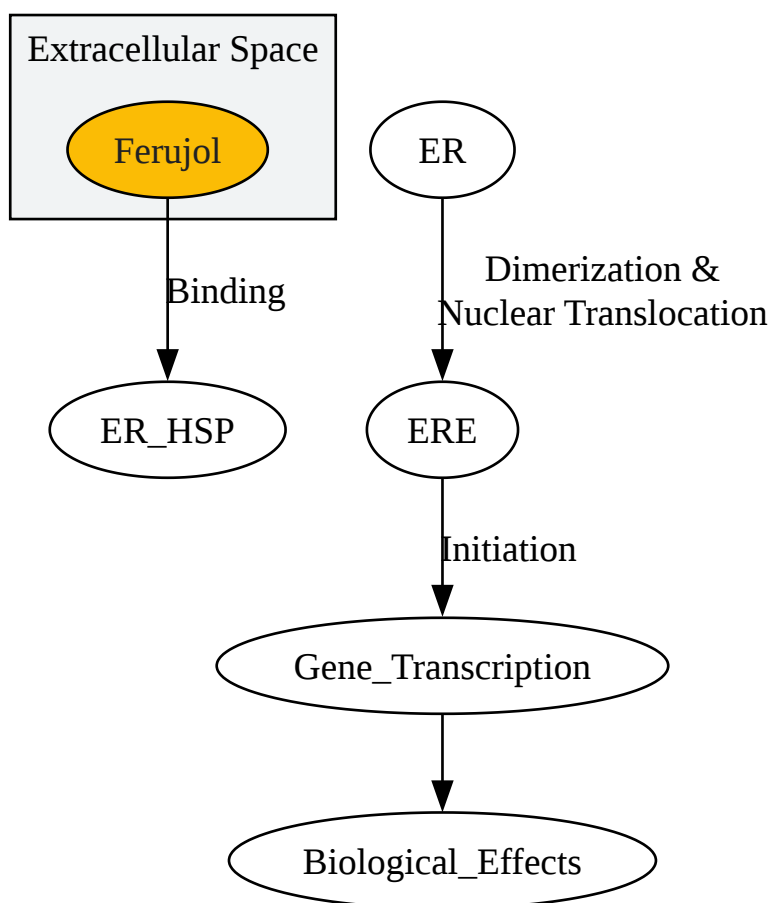 Extracellular Space
Ferujol
ER
Binding
Dimerization &
Nuclear Translocation
ER_HSP
ERE
Initiation
Gene_Transcription
Biological_Effects